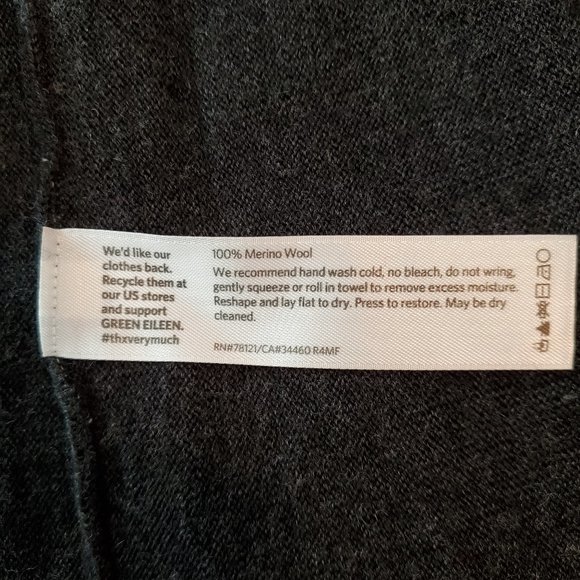 We'd like our
clothes back.
Recycle them at
our US stores
and support
GREEN EILEEN.
#thxverymuch
100% Merino Wool
We recommend hand wash cold, no bleach, do not wring,
gently squeeze or roll in towel to remove excess moisture.
Reshape and lay flat to dry. Press to restore. May be dry
cleaned.
RN#78121/CA#34460 R4MF